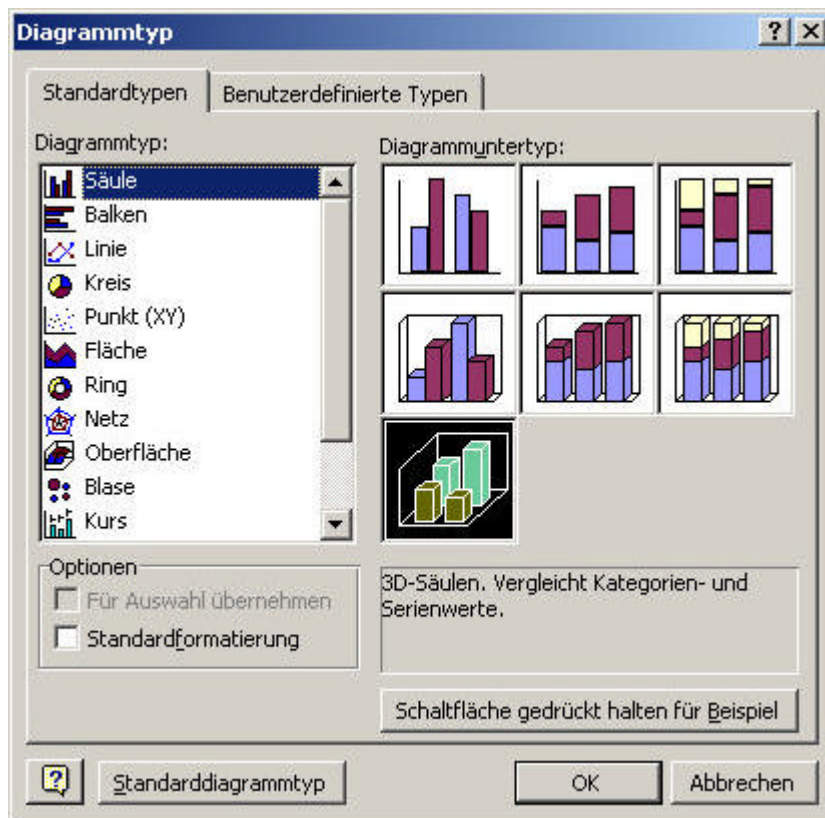 Diagrammtyp
Standardtypen
Benutzerdefinierte Typen
Diagrammtyp:
Säule
Balken
Linie
Kreis
Punkt (XY)
Fläche
Ring
Netz
Oberfläche
Blase
Kurs
Diagrammuntertyp:
Optionen
Für Auswahl übernehmen
Standardformatierung
3D-Säulen. Vergleicht Kategorien- und
Serienwerte.
Schaltfläche gedrückt halten für Beispiel
Standarddiagrammtyp
OK
Abbrechen